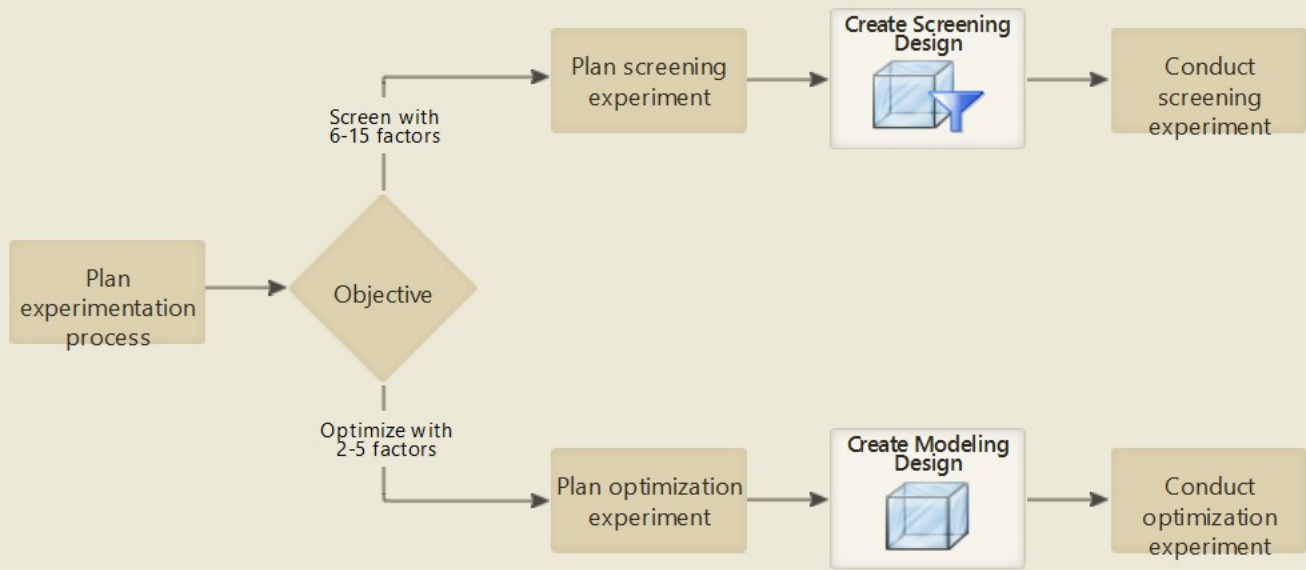 Create Screening
Design
Plan screening
experiment
Conduct
screening
experiment
Screen with
6-15 factors
Plan
experimentation
process
Objective
Optimize with
2-5 factors
Plan optimization
experiment
Create Modeling
Design
Conduct
optimization
experiment